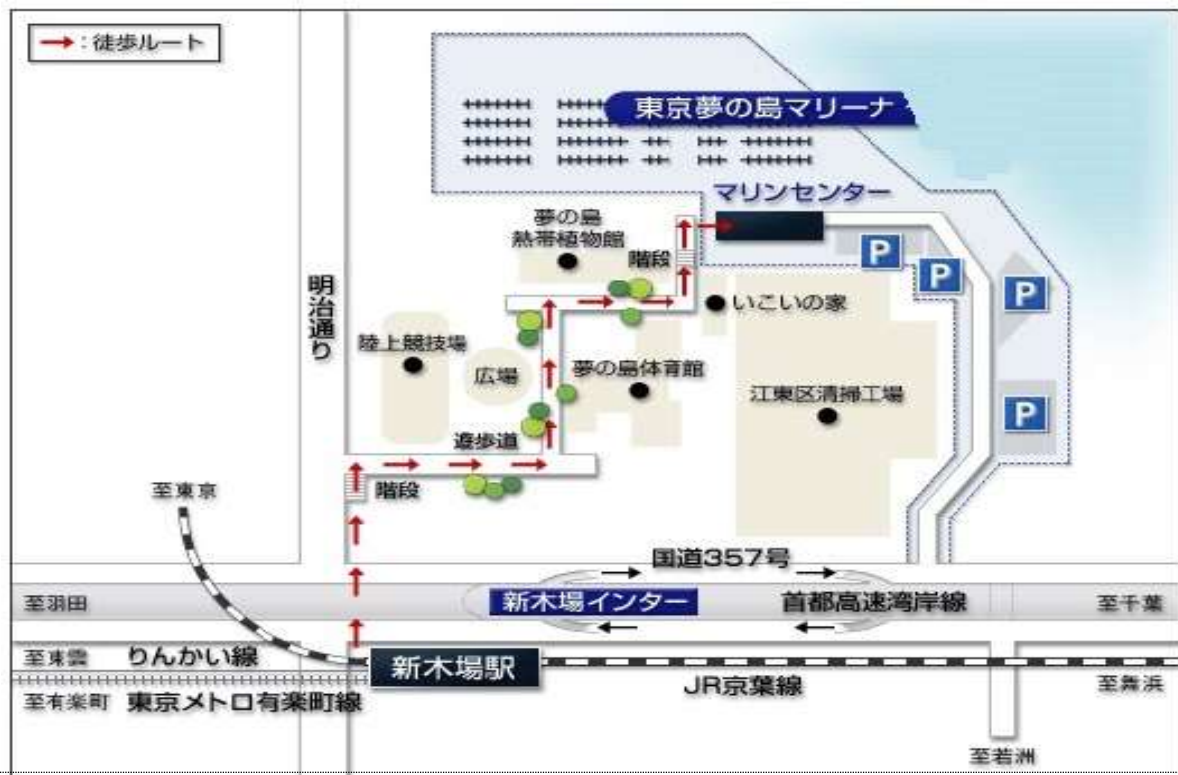 →：徒歩ルート
東京夢の島マリーナ
マリンセンター
夢の島
熱帯植物館
階段
P
P
P
いこいの家
明治通り
陸上競技場
広場
夢の島体育館
江東区清掃工場
P
遊歩道
階段
至東京
国道357号
至羽田
新木場インター
首都高速湾岸線
至千葉
至東雲
りんかい線
新木場駅
JR京葉線
至舞浜
至有楽町
東京メトロ有楽町線
至若洲